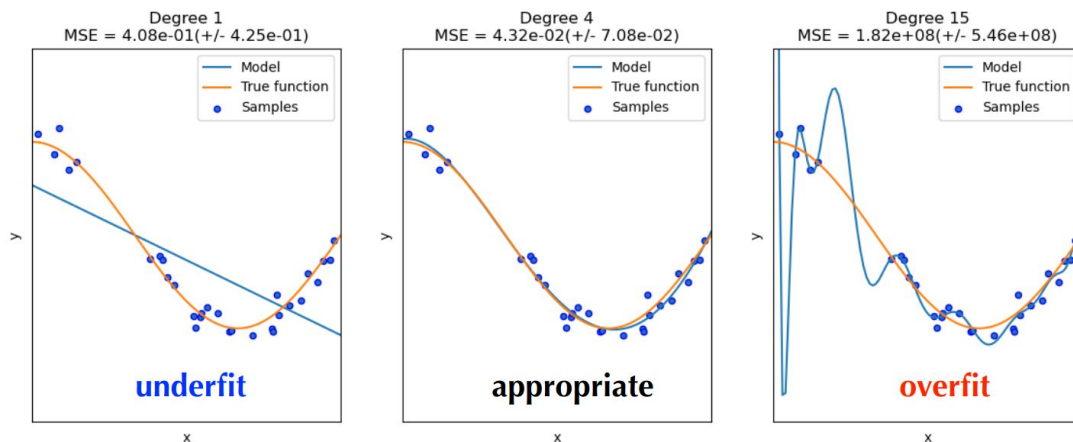 Degree 1
MSE = 4.08e-01(+/- 4.25e-01)
Model
True function
Samples
y
underfit
x
Degree 4
MSE = 4.32e-02(+/- 7.08e-02)
Model
True function
Samples
y
appropriate
x
Degree 15
MSE = 1.82e+08(+/- 5.46e+08)
Model
True function
Samples
y
overfit
x